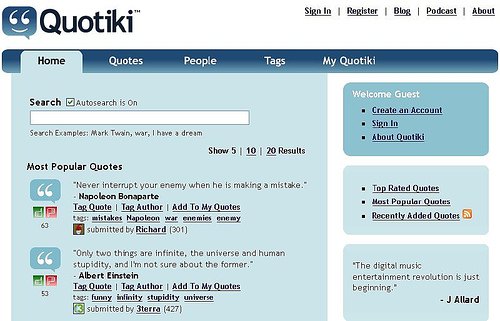 Quotiki™
Sign In | Register | Blog | Podcast | About
Home Quotes People Tags My Quotiki
Search Autosearch is On
Search Examples: Mark Twain, war, I have a dream
Show 5 | 10 | 20 Results
Most Popular Quotes
"Never interrupt your enemy when he is making a mistake."
- Napoleon Bonaparte
Tag Quote | Tag Author | Add To My Quotes
tags: mistakes Napoleon war enemies enemy
63
submitted by Richard (301)
"Only two things are infinite, the universe and human
stupidity, and I'm not sure about the former."
- Albert Einstein
Tag Quote | Tag Author | Add To My Quotes
tags: funny infinity stupidity universe
53
submitted by 3terra (427)
Welcome Guest
Create an Account
Sign In
About Quotiki
Top Rated Quotes
Most Popular Quotes
Recently Added Quotes
"The digital music
entertainment revolution is just
beginning."
- J Allard